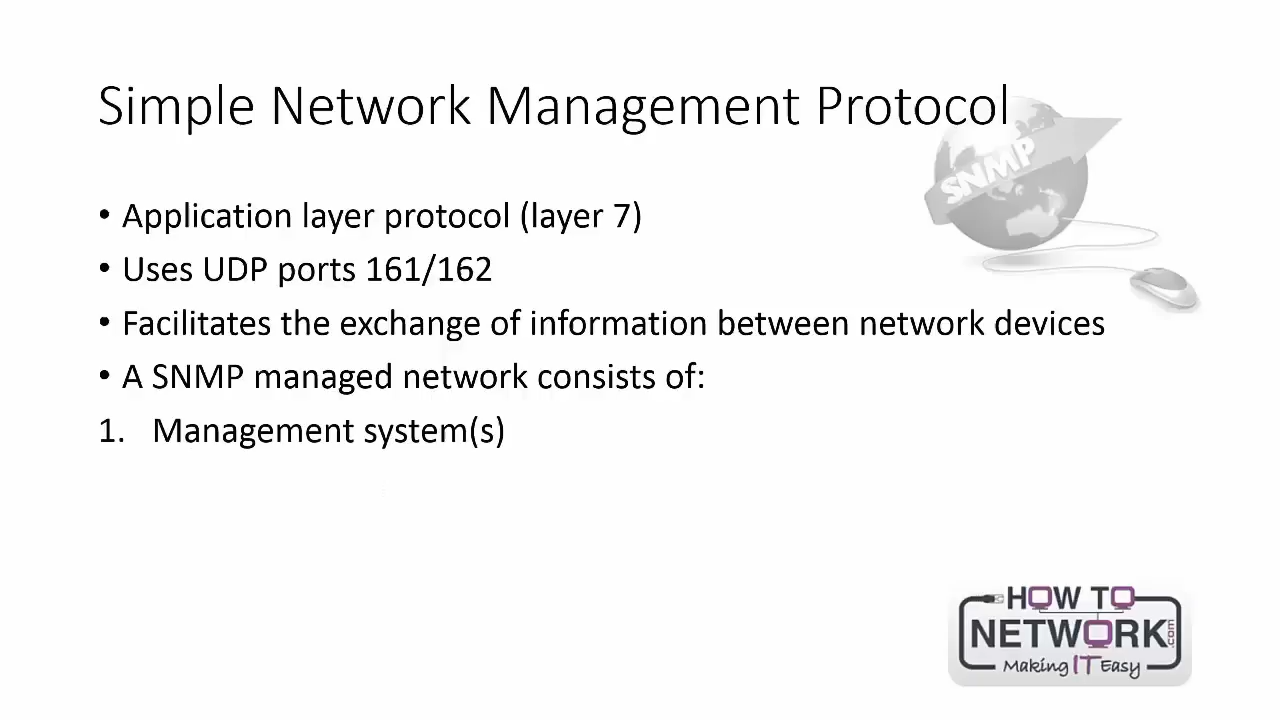 Simple Network Management Protocol
SNMP
• Application layer protocol (layer 7)
• Uses UDP ports 161/162
• Facilitates the exchange of information between network devices
• A SNMP managed network consists of:
1. Management system(s)
HOW TO
NETWORK.com
Making IT Easy